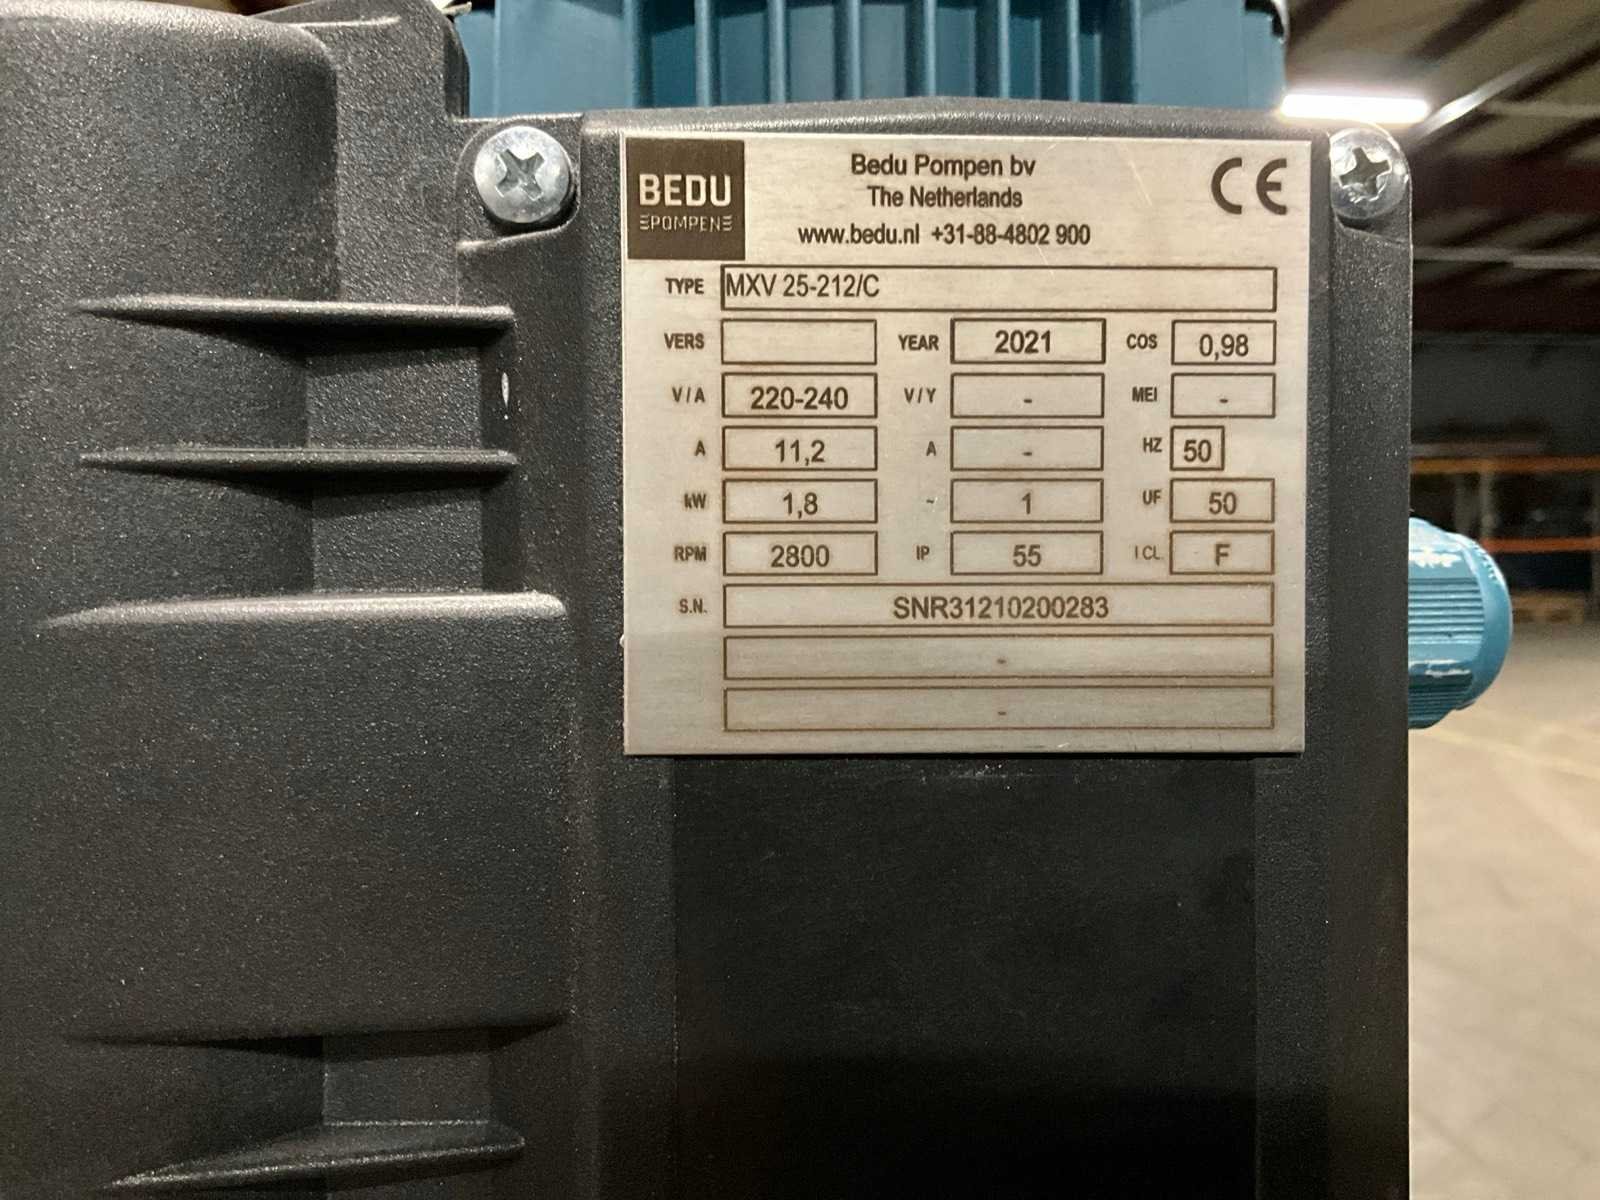 BEDU
POMPEN
Bedu Pompen bv
The Netherlands
www.bedu.nl +31-88-4802 900
CE
TYPE MXV 25-212/C
VERS YEAR 2021 COS 0,98
V/A 220-240 V/Y - MEI -
A 11,2 A - HZ 50
kW 1,8 ~ 1 UF 50
RPM 2800 IP 55 I CL. F
S.N. SNR31210200283
-
-